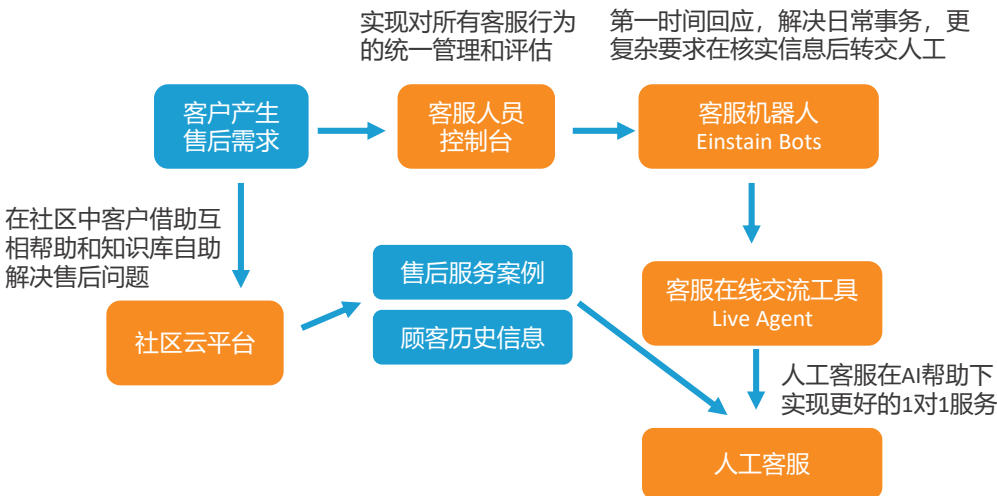 实现对所有客服行为
的统一管理和评估
第一时间回应，解决日常事务，更
复杂要求在核实信息后转交人工
客户产生
售后需求
客服人员
控制台
客服机器人
Einstain Bots
在社区中客户借助互
相帮助和知识库自助
解决售后问题
售后服务案例
顾客历史信息
客服在线交流工具
Live Agent
社区云平台
人工客服在AI帮助下
实现更好的1对1服务
人工客服